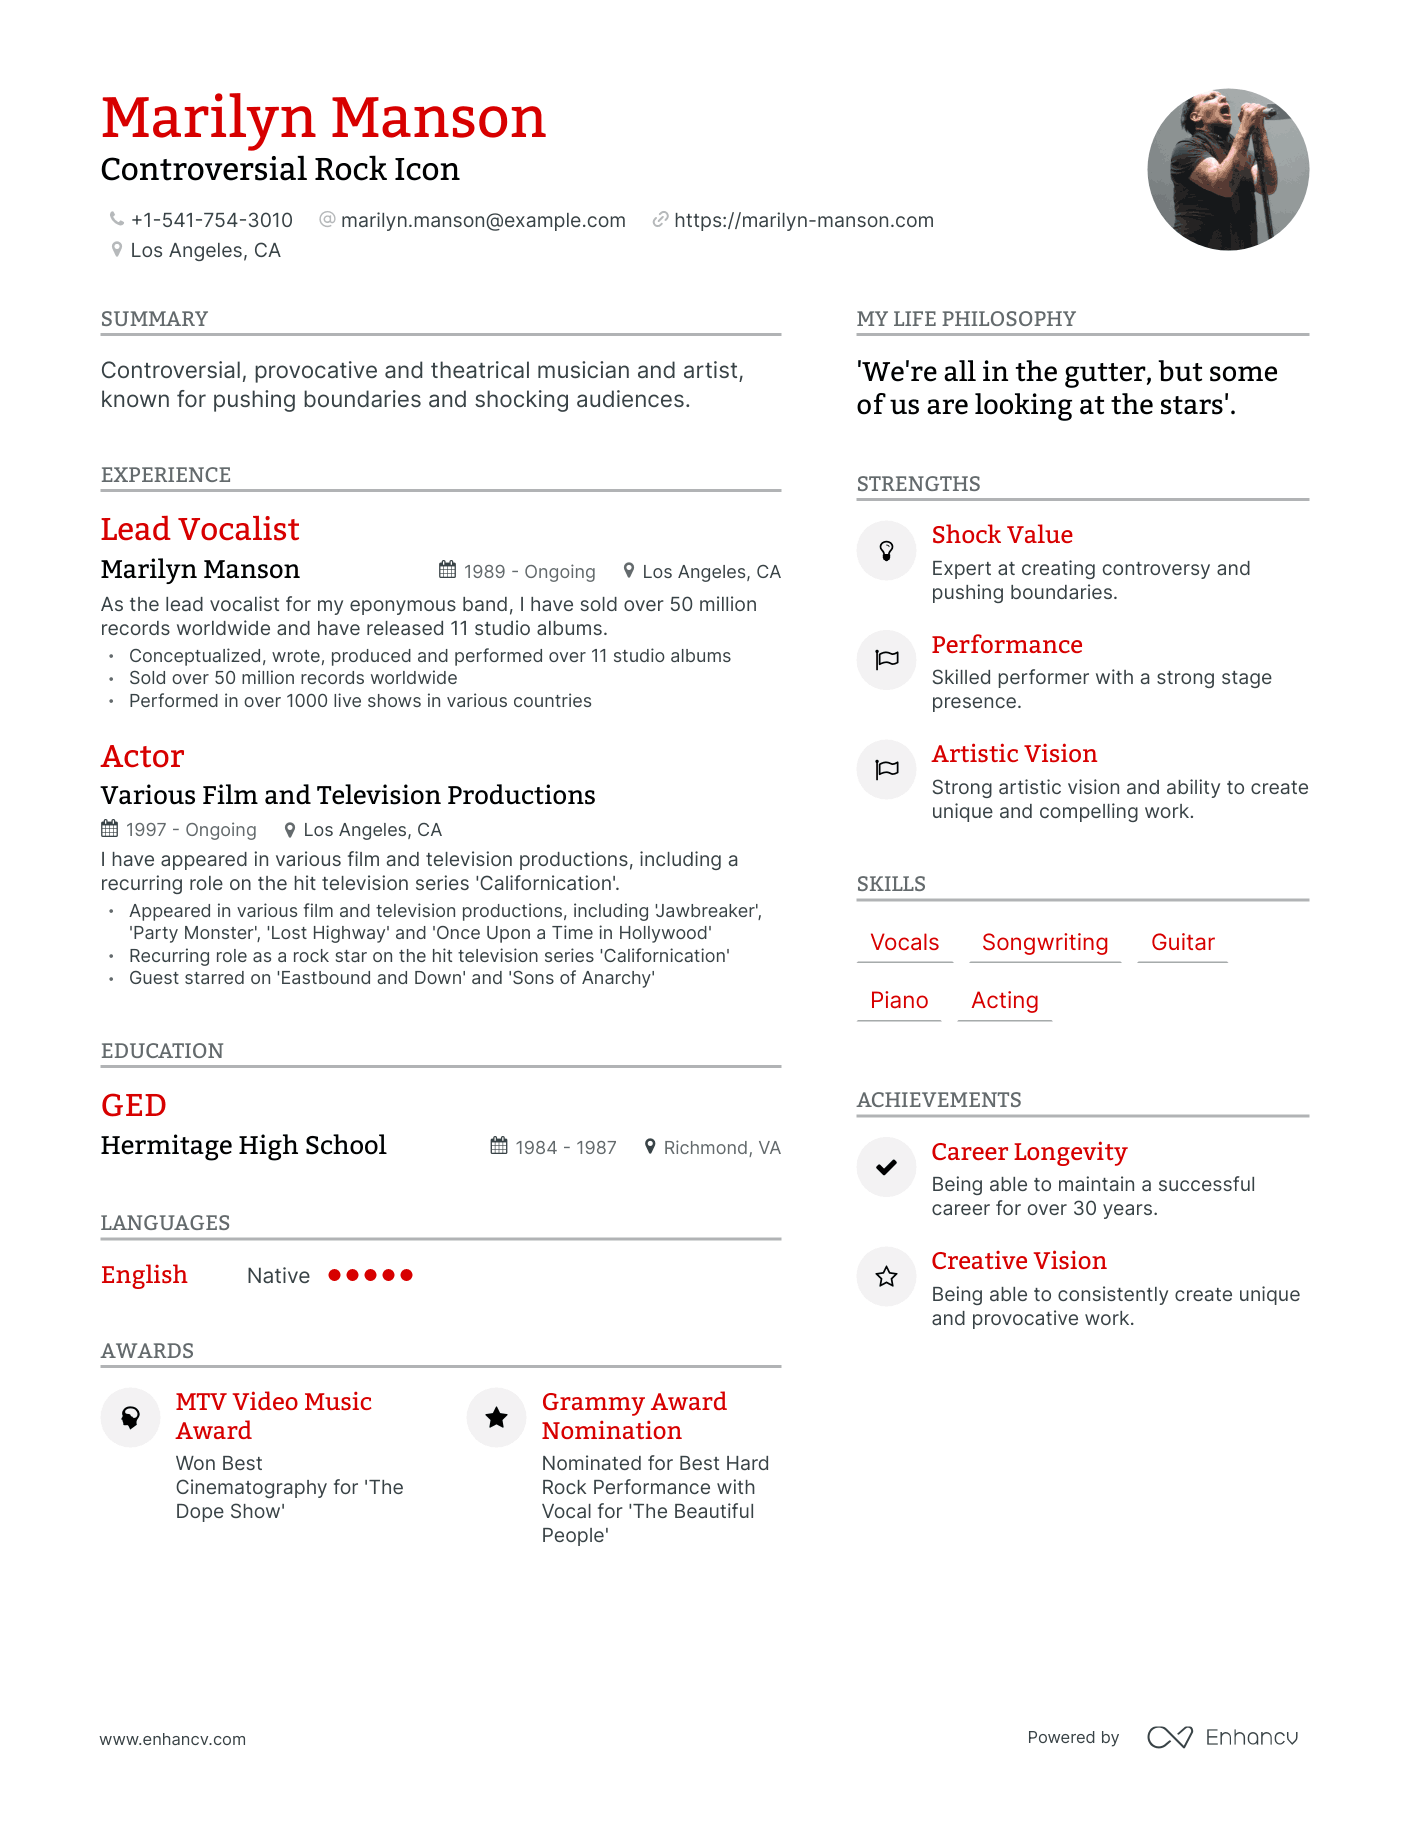 Marilyn Manson
Controversial Rock Icon
+1-541-754-3010 marilyn.manson@example.com https://marilyn-manson.com
Los Angeles, CA
SUMMARY
Controversial, provocative and theatrical musician and artist,
known for pushing boundaries and shocking audiences.
EXPERIENCE
Lead Vocalist
Marilyn Manson 1989 - Ongoing Los Angeles, CA
As the lead vocalist for my eponymous band, I have sold over 50 million
records worldwide and have released 11 studio albums.
• Conceptualized, wrote, produced and performed over 11 studio albums
• Sold over 50 million records worldwide
• Performed in over 1000 live shows in various countries
Actor
Various Film and Television Productions
1997 - Ongoing Los Angeles, CA
I have appeared in various film and television productions, including a
recurring role on the hit television series 'Californication'.
• Appeared in various film and television productions, including 'Jawbreaker',
'Party Monster', 'Lost Highway' and 'Once Upon a Time in Hollywood'
• Recurring role as a rock star on the hit television series 'Californication'
• Guest starred on 'Eastbound and Down' and 'Sons of Anarchy'
EDUCATION
GED
Hermitage High School 1984 - 1987 Richmond, VA
LANGUAGES
English Native
AWARDS
MTV Video Music
Award
Won Best
Cinematography for 'The
Dope Show'
Grammy Award
Nomination
Nominated for Best Hard
Rock Performance with
Vocal for 'The Beautiful
People'
MY LIFE PHILOSOPHY
'We're all in the gutter, but some
of us are looking at the stars'.
STRENGTHS
Shock Value
Expert at creating controversy and
pushing boundaries.
Performance
Skilled performer with a strong stage
presence.
Artistic Vision
Strong artistic vision and ability to create
unique and compelling work.
SKILLS
Vocals Songwriting Guitar
Piano Acting
ACHIEVEMENTS
Career Longevity
Being able to maintain a successful
career for over 30 years.
Creative Vision
Being able to consistently create unique
and provocative work.
www.enhancv.com
Powered by Enhancv